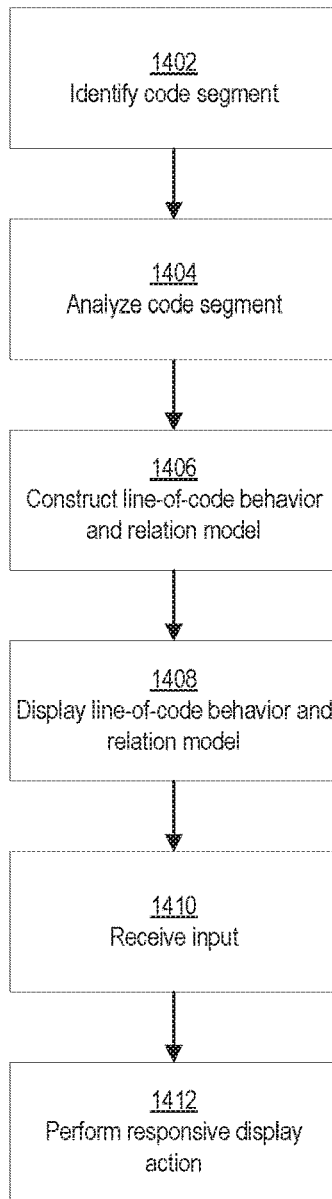 1402
Identify code segment
1404
Analyze code segment
1406
Construct line-of-code behavior
and relation model
1408
Display line-of-code behavior and
relation model
1410
Receive input
1412
Perform responsive display
action